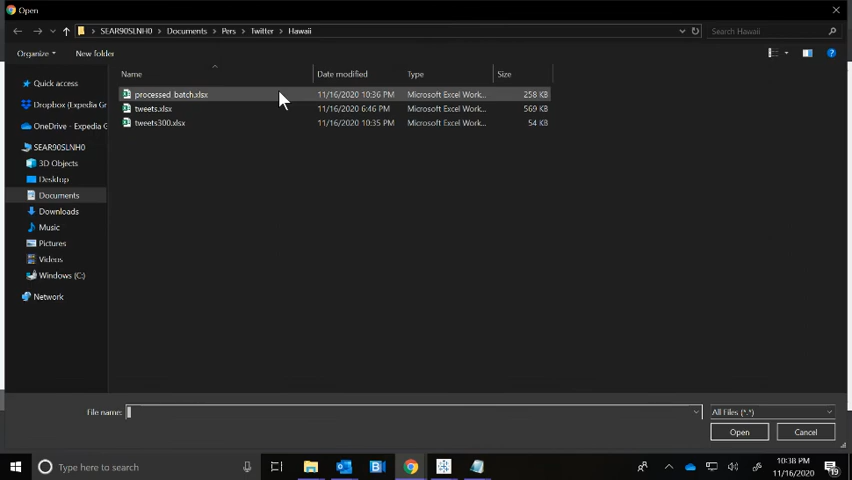 Open
SEAR90SLNH0 > Documents > Pers > Twitter > Hawaii
Search Hawaii
Organize
New folder
Name
Date modified
Type
Size
Quick access
processed_batch.xlsx
11/16/2020 10:36 PM
Microsoft Excel Work...
258 KB
Dropbox (Expedia Gr
tweets.xlsx
11/16/2020 6:46 PM
Microsoft Excel Work...
569 KB
OneDrive - Expedia G
tweets300.xlsx
11/16/2020 10:35 PM
Microsoft Excel Work...
54 KB
SEAR90SLNH0
3D Objects
Desktop
Documents
Downloads
Music
Pictures
Videos
Windows (C:)
Network
File name:
All Files (*.*)
Open
Cancel
Type here to search
10:38 PM
11/16/2020
19